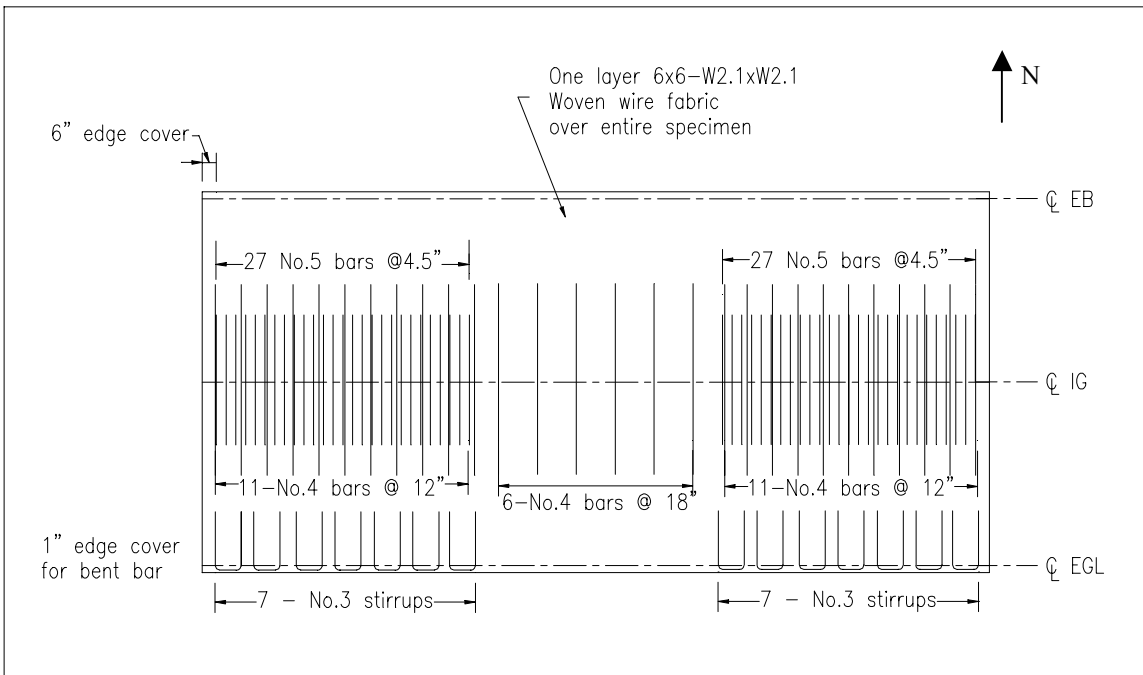 One layer 6x6-W2.1xW2.1
Woven wire fabric
over entire specimen
N
6" edge cover
℄ EB
27 No.5 bars @4.5"
27 No.5 bars @4.5"
℄ IG
11-No.4 bars @ 12"
6-No.4 bars @ 18"
11-No.4 bars @ 12"
1" edge cover
for bent bar
℄ EGL
7 - No.3 stirrups
7 - No.3 stirrups